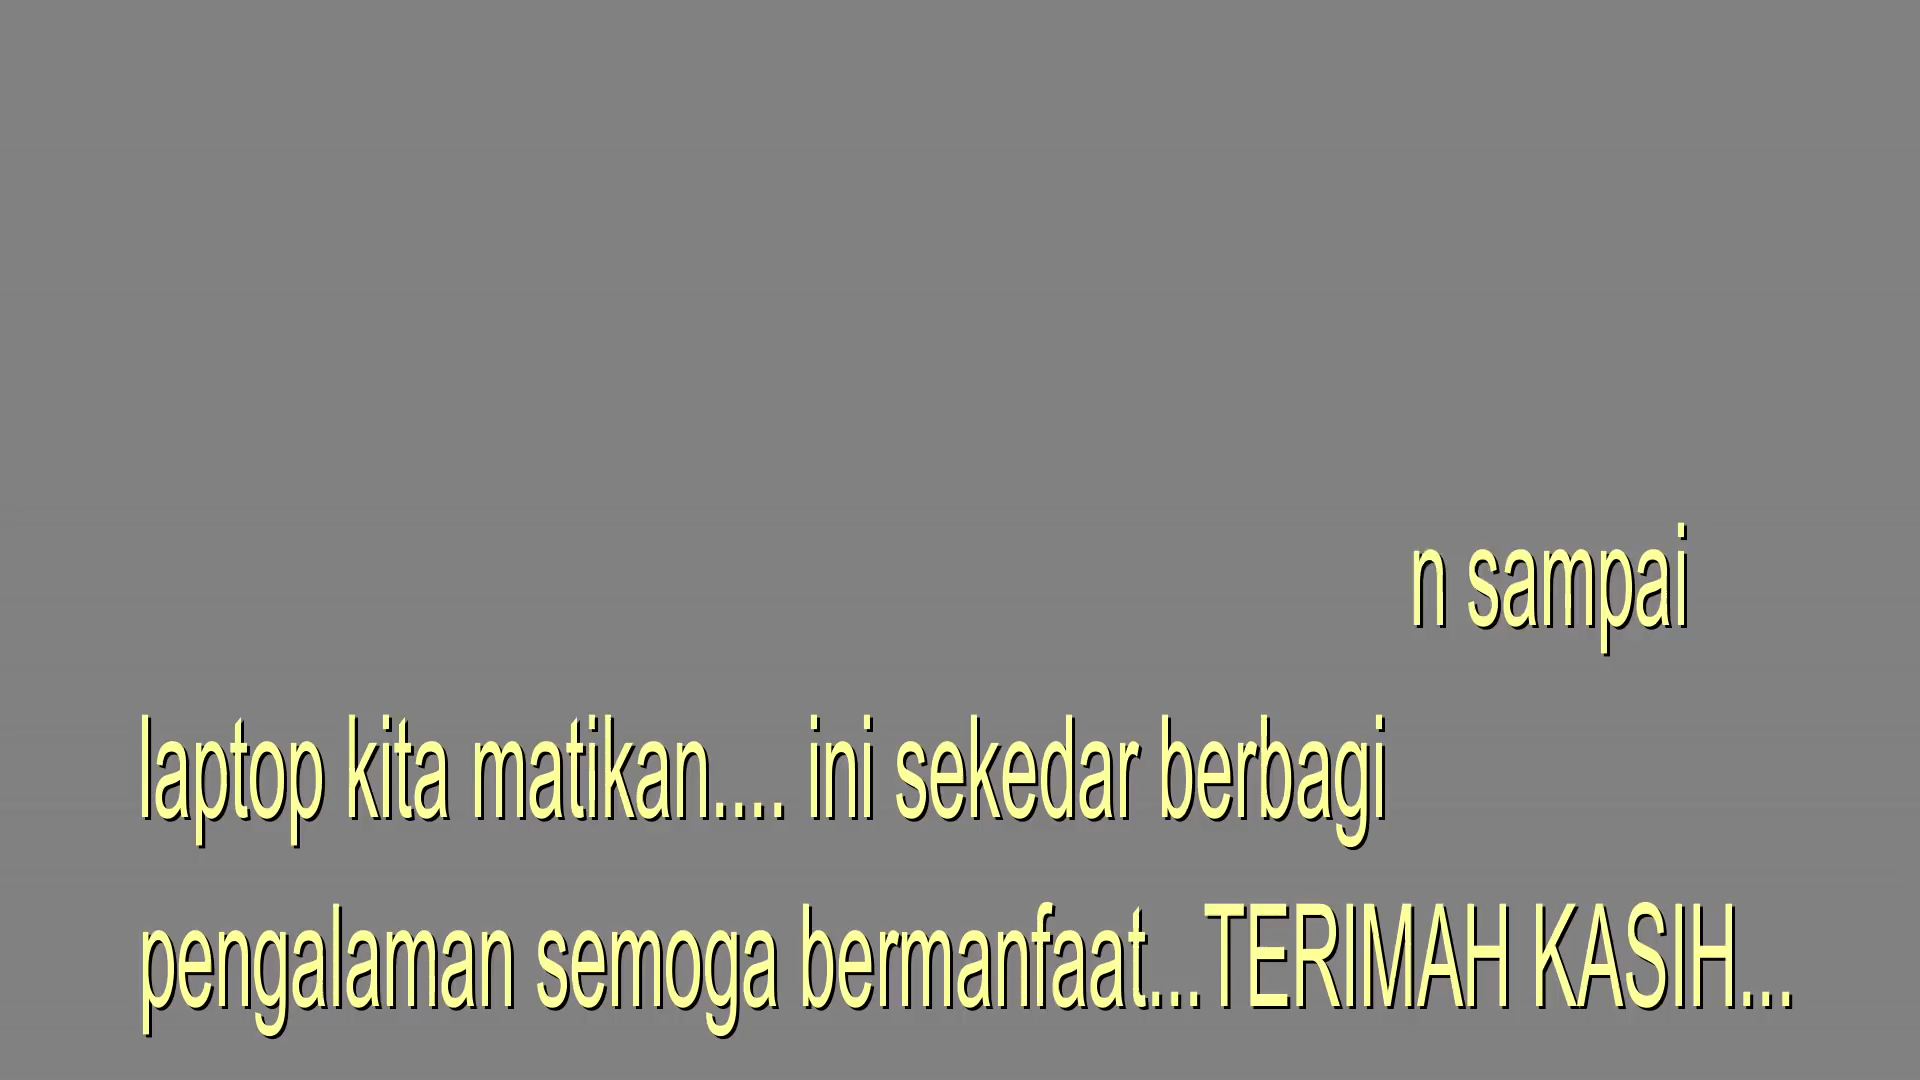 n sampai
laptop kita matikan.... ini sekedar berbagi
pengalaman semoga bermanfaat...TERIMAH KASIH...